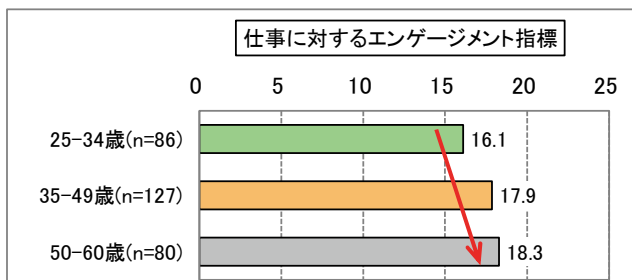 仕事に対するエンゲージメント指標
0 5 10 15 20 25
25-34歳(n=86) 16.1
35-49歳(n=127) 17.9
50-60歳(n=80) 18.3